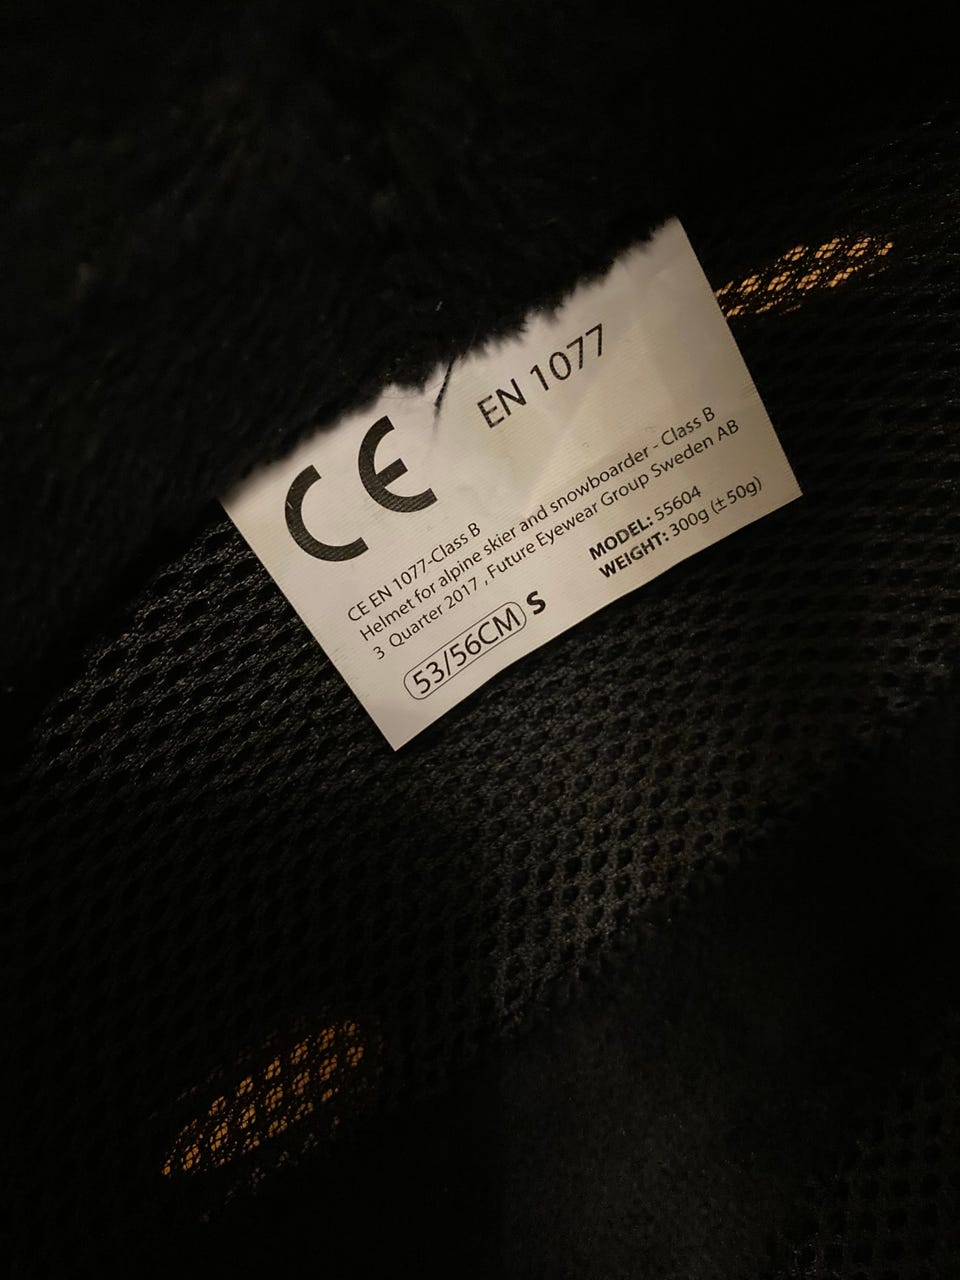 CE EN 1077
CE EN 1077-Class B
Helmet for alpine skier and snowboarder - Class B
3 Quarter 2017 , Future Eyewear Group Sweden AB
53/56CM S
MODEL: 55604
WEIGHT: 300g (±50g)